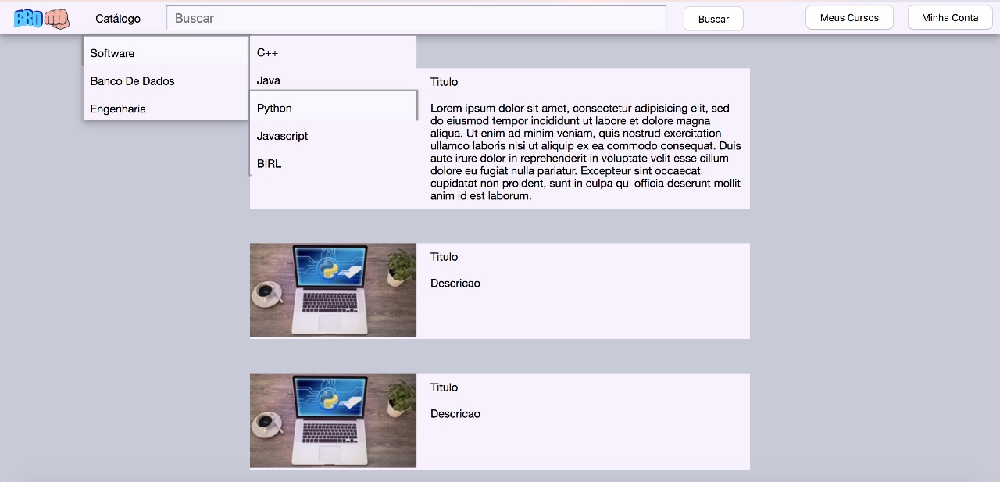 BRO
Catálogo
Buscar
Buscar
Meus Cursos
Minha Conta
Software
Banco De Dados
Engenharia
C++
Java
Python
Javascript
BIRL
Titulo
Lorem ipsum dolor sit amet, consectetur adipisicing elit, sed
do eiusmod tempor incididunt ut labore et dolore magna
aliqua. Ut enim ad minim veniam, quis nostrud exercitation
ullamco laboris nisi ut aliquip ex ea commodo consequat. Duis
aute irure dolor in reprehenderit in voluptate velit esse cillum
dolore eu fugiat nulla pariatur. Excepteur sint occaecat
cupidatat non proident, sunt in culpa qui officia deserunt mollit
anim id est laborum.
Titulo
Descricao
Titulo
Descricao